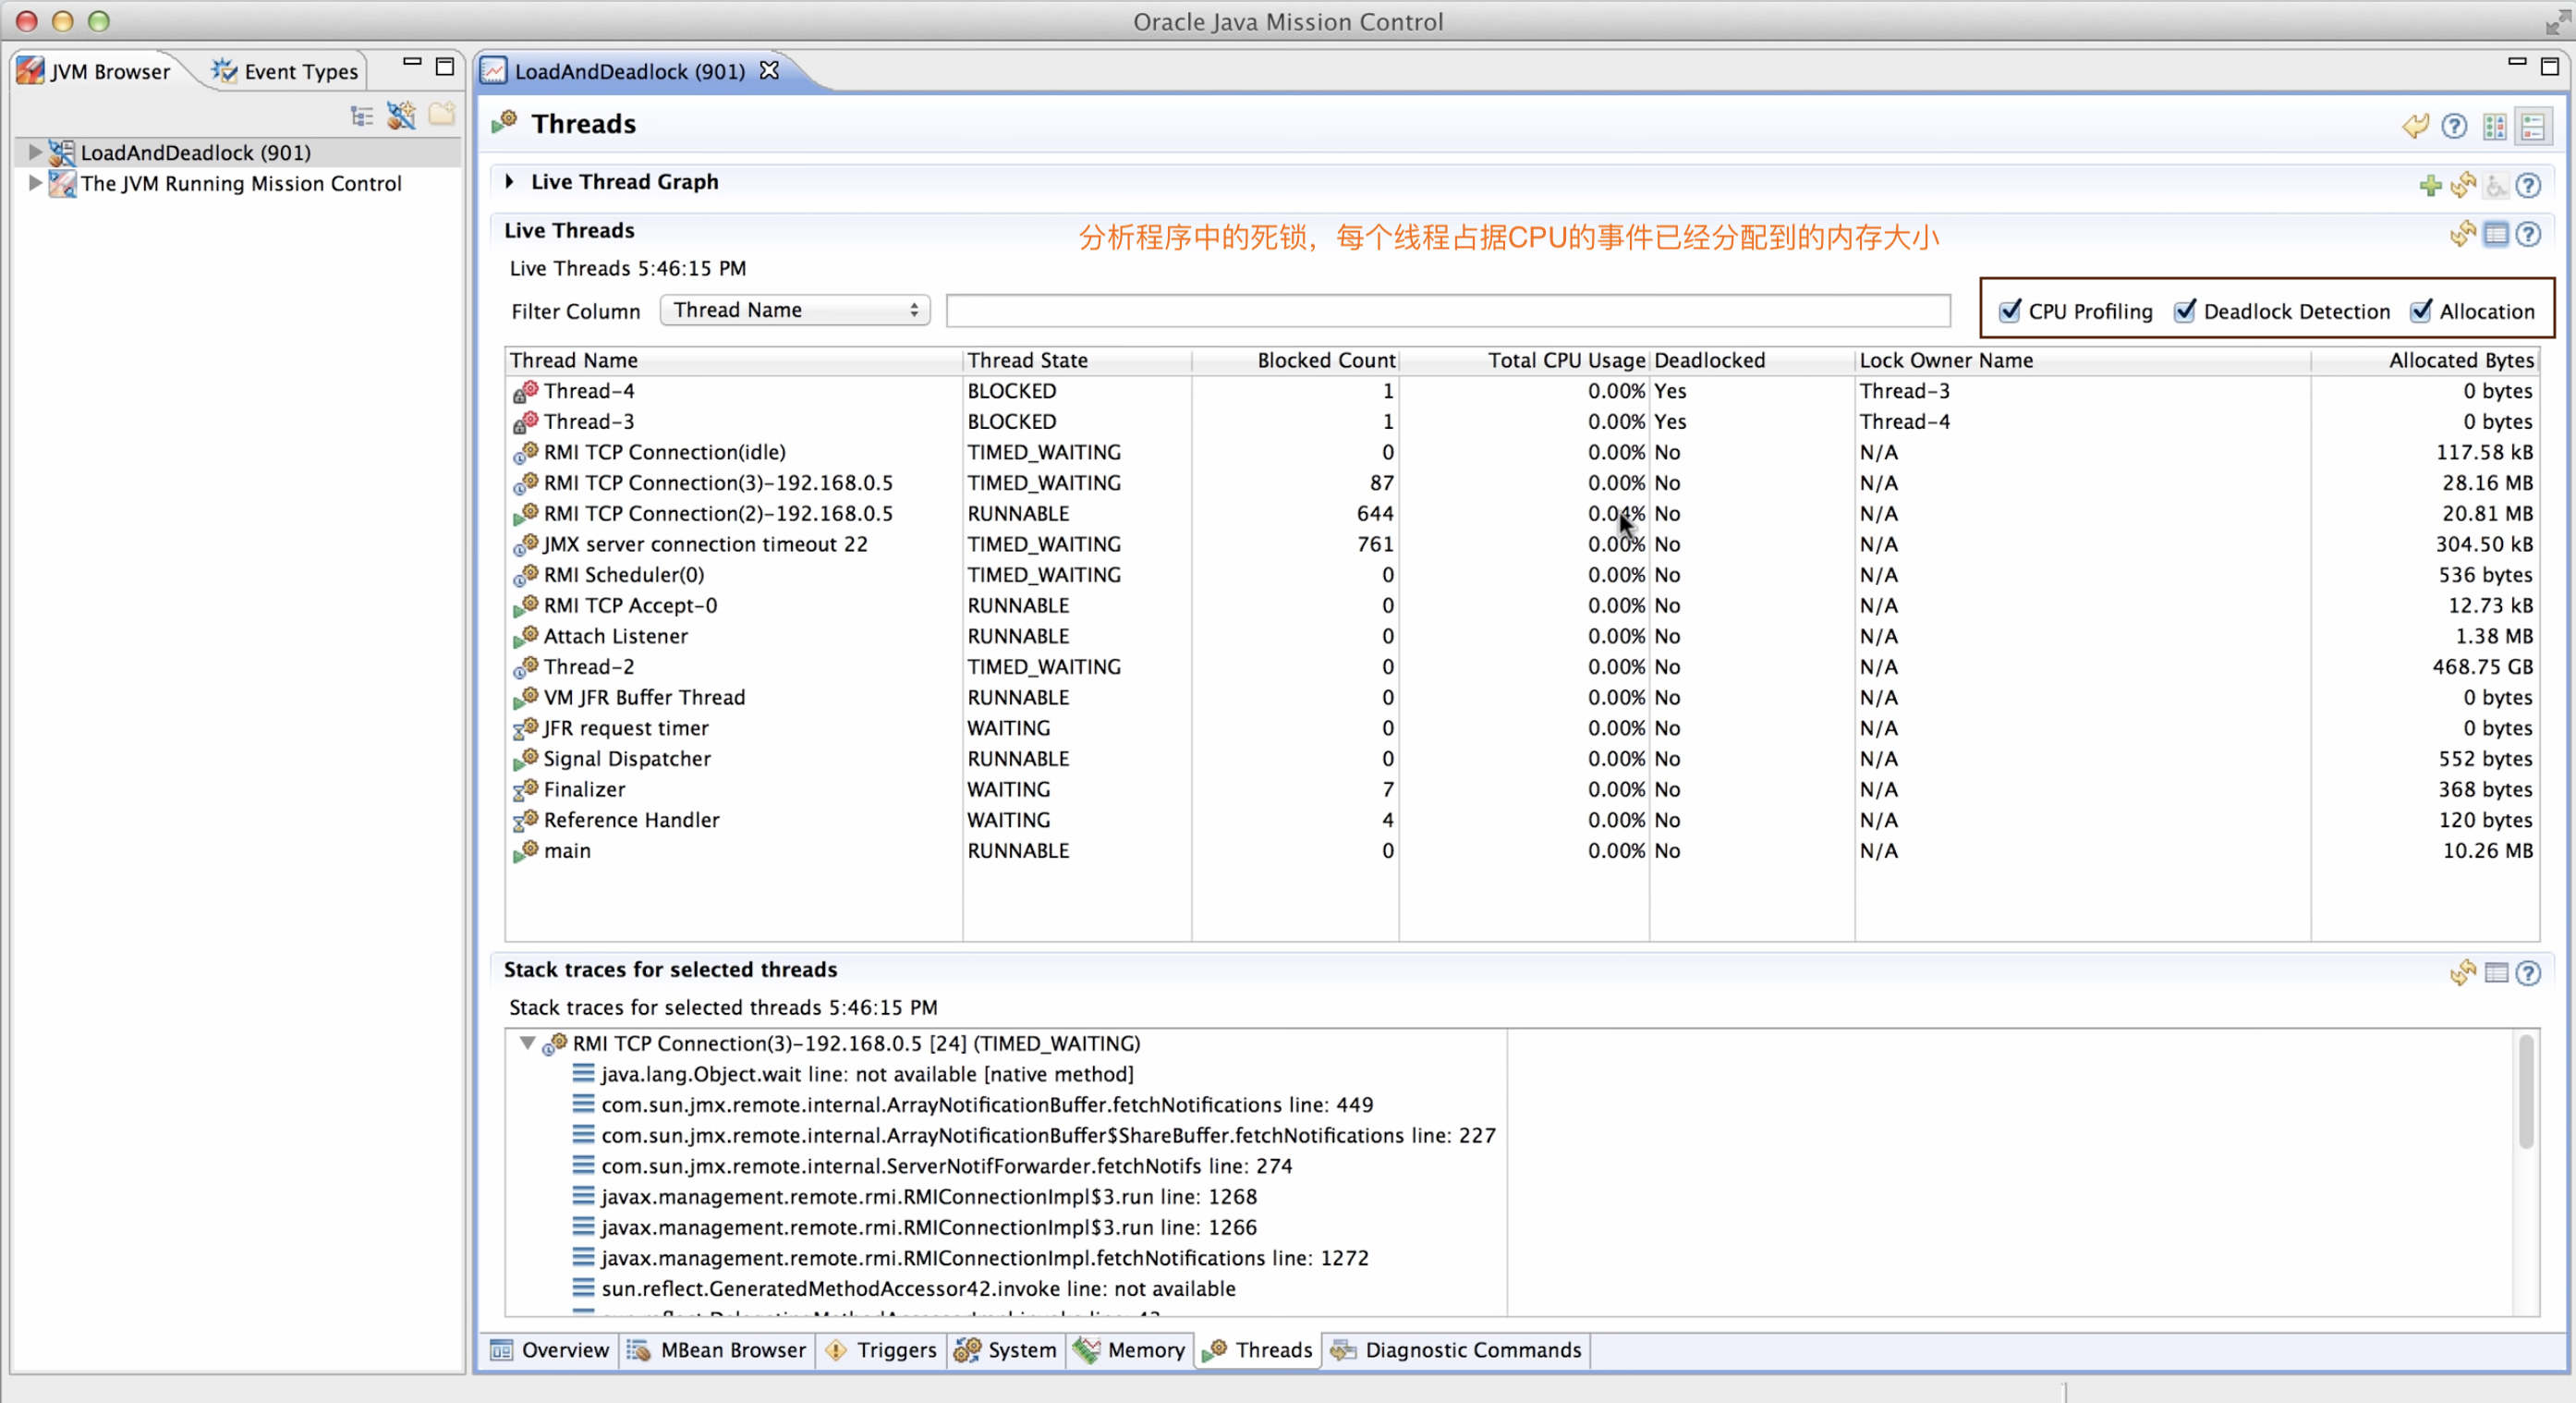 Oracle Java Mission Control
JVM Browser
Event Types
LoadAndDeadlock (901)
The JVM Running Mission Control
LoadAndDeadlock (901)
Threads
Live Thread Graph
Live Threads
分析程序中的死锁，每个线程占据CPU的事件已经分配到的内存大小
Live Threads 5:46:15 PM
Filter Column Thread Name CPU Profiling Deadlock Detection Allocation
Thread Name Thread State Blocked Count Total CPU Usage Deadlocked Lock Owner Name Allocated Bytes
Thread-4 BLOCKED 1 0.00% Yes Thread-3 0 bytes
Thread-3 BLOCKED 1 0.00% Yes Thread-4 0 bytes
RMI TCP Connection(idle) TIMED_WAITING 0 0.00% No N/A 117.58 kB
RMI TCP Connection(3)-192.168.0.5 TIMED_WAITING 87 0.00% No N/A 28.16 MB
RMI TCP Connection(2)-192.168.0.5 RUNNABLE 644 0.04% No N/A 20.81 MB
JMX server connection timeout 22 TIMED_WAITING 761 0.00% No N/A 304.50 kB
RMI Scheduler(0) TIMED_WAITING 0 0.00% No N/A 536 bytes
RMI TCP Accept-0 RUNNABLE 0 0.00% No N/A 12.73 kB
Attach Listener RUNNABLE 0 0.00% No N/A 1.38 MB
Thread-2 TIMED_WAITING 0 0.00% No N/A 468.75 GB
VM JFR Buffer Thread RUNNABLE 0 0.00% No N/A 0 bytes
JFR request timer WAITING 0 0.00% No N/A 0 bytes
Signal Dispatcher RUNNABLE 0 0.00% No N/A 552 bytes
Finalizer WAITING 7 0.00% No N/A 368 bytes
Reference Handler WAITING 4 0.00% No N/A 120 bytes
main RUNNABLE 0 0.00% No N/A 10.26 MB
Stack traces for selected threads
Stack traces for selected threads 5:46:15 PM
RMI TCP Connection(3)-192.168.0.5 [24] (TIMED_WAITING)
java.lang.Object.wait line: not available [native method]
com.sun.jmx.remote.internal.ArrayNotificationBuffer.fetchNotifications line: 449
com.sun.jmx.remote.internal.ArrayNotificationBuffer$ShareBuffer.fetchNotifications line: 227
com.sun.jmx.remote.internal.ServerNotifForwarder.fetchNotifs line: 274
javax.management.remote.rmi.RMIConnectionImpl$3.run line: 1268
javax.management.remote.rmi.RMIConnectionImpl$3.run line: 1266
javax.management.remote.rmi.RMIConnectionImpl.fetchNotifications line: 1272
sun.reflect.GeneratedMethodAccessor42.invoke line: not available
Overview MBean Browser Triggers System Memory Threads Diagnostic Commands